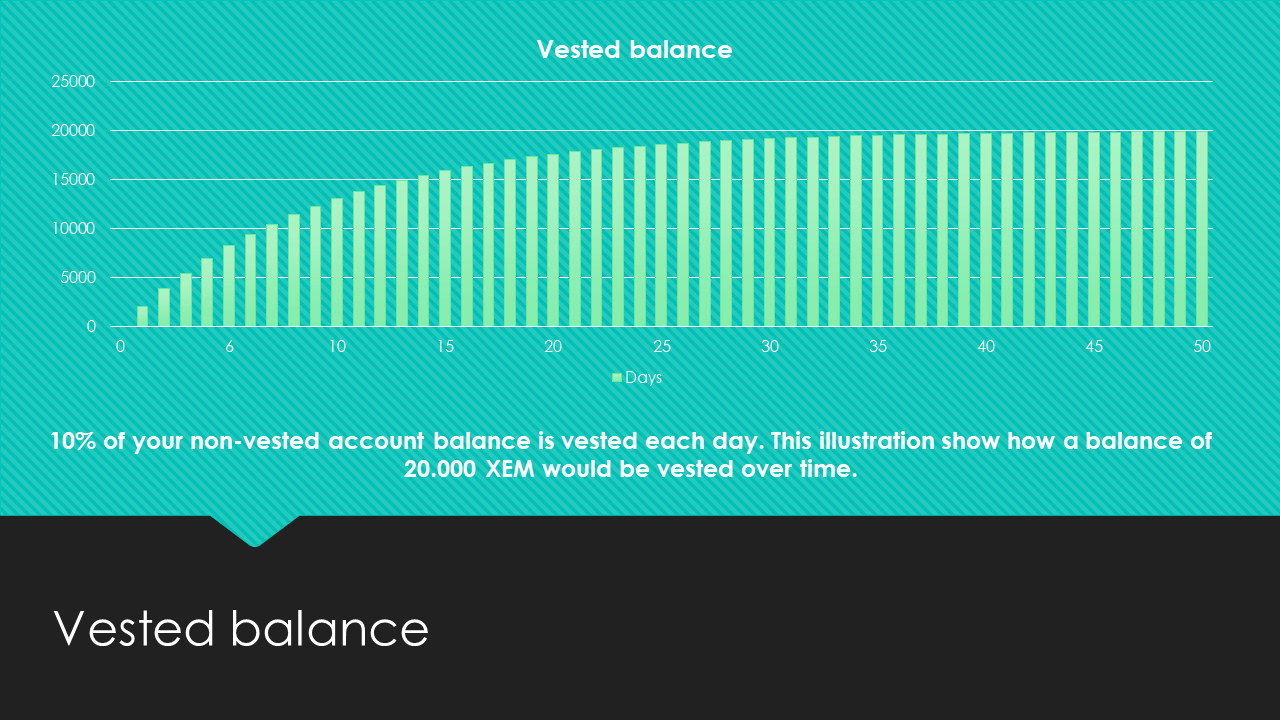 Vested balance
25000
20000
15000
10000
5000
0
0 6 10 15 20 25 30 35 40 45 50
Days
10% of your non-vested account balance is vested each day. This illustration show how a balance of
20.000 XEM would be vested over time.
Vested balance